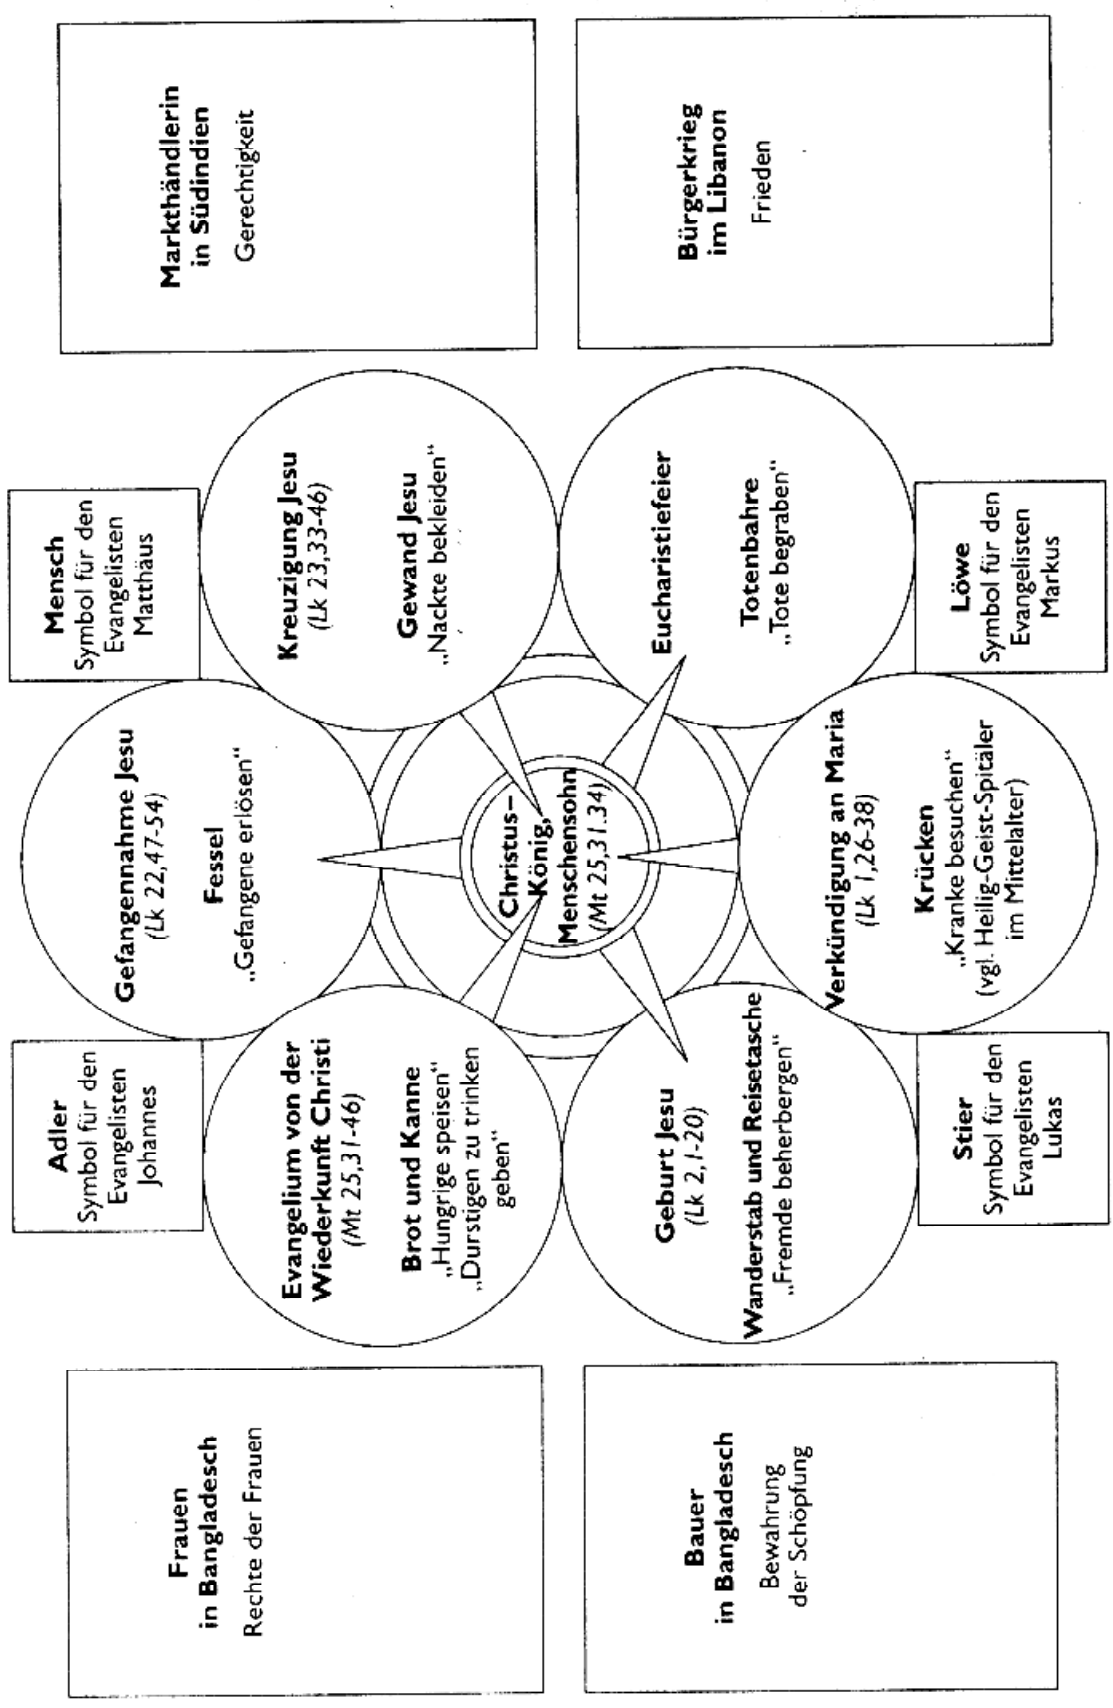 Adler
Symbol für den
Evangelisten
Johannes
Mensch
Symbol für den
Evangelisten
Matthäus
Frauen
in Bangladesch
Rechte der Frauen
Gefangennahme Jesu
(Lk 22,47-54)
Fessel
„Gefangene erlösen“
Markthändlerin
in Südindien
Gerechtigkeit
Evangelium von der
Wiederkunft Christi
(Mt 25,31-46)
Brot und Kanne
„Hungrige speisen“
„Durstigen zu trinken
geben“
Kreuzigung Jesu
(Lk 23,33-46)
Gewand Jesu
„Nackte bekleiden“
Christus–
König,
Menschensohn
(Mt 25,31.34)
Geburt Jesu
(Lk 2,1-20)
Wanderstab und Reisetasche
„Fremde beherbergen“
Eucharistiefeier
Totenbahre
„Tote begraben“
Bauer
in Bangladesch
Bewahrung
der Schöpfung
Verkündigung an Maria
(Lk 1,26-38)
Krücken
„Kranke besuchen“
(vgl. Heilig-Geist-Spitäler
im Mittelalter)
Bürgerkrieg
im Libanon
Frieden
Stier
Symbol für den
Evangelisten
Lukas
Löwe
Symbol für den
Evangelisten
Markus